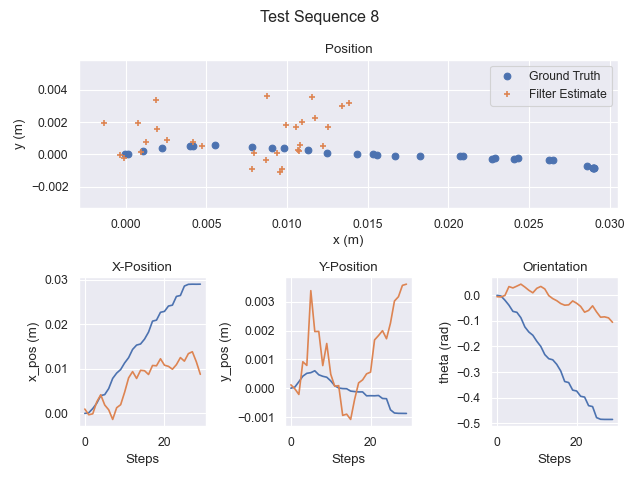 Test Sequence 8
Position
y (m)
0.004
0.002
0.000
−0.002
Ground Truth
Filter Estimate
0.000 0.005 0.010 0.015 0.020 0.025 0.030
x (m)
X-Position
x_pos (m)
0.03
0.02
0.01
0.00
0 20
Steps
Y-Position
y_pos (m)
0.003
0.002
0.001
0.000
−0.001
0 20
Steps
Orientation
theta (rad)
0.0
−0.1
−0.2
−0.3
−0.4
−0.5
0 20
Steps